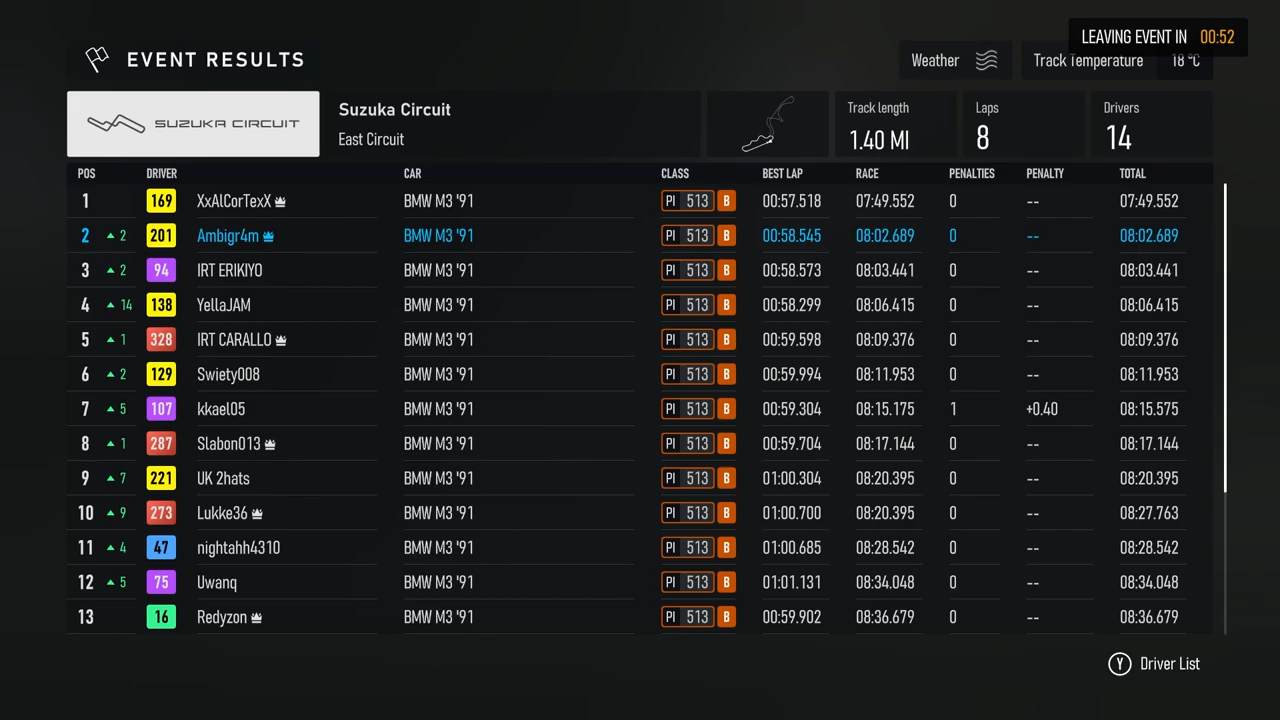 LEAVING EVENT IN 00:52
EVENT RESULTS
Weather Track Temperature 18 °C
SUZUKA CIRCUIT
Suzuka Circuit
East Circuit
Track length
1.40 MI
Laps
8
Drivers
14
POS DRIVER CAR CLASS BEST LAP RACE PENALTIES PENALTY TOTAL
1 169 XxAlCorTexX BMW M3 '91 PI 513 B 00:57.518 07:49.552 0 -- 07:49.552
2 2 201 Ambigr4m BMW M3 '91 PI 513 B 00:58.545 08:02.689 0 -- 08:02.689
3 2 94 IRT ERIKIYO BMW M3 '91 PI 513 B 00:58.573 08:03.441 0 -- 08:03.441
4 14 138 YellaJAM BMW M3 '91 PI 513 B 00:58.299 08:06.415 0 -- 08:06.415
5 1 328 IRT CARALLO BMW M3 '91 PI 513 B 00:59.598 08:09.376 0 -- 08:09.376
6 2 129 Swiety008 BMW M3 '91 PI 513 B 00:59.994 08:11.953 0 -- 08:11.953
7 5 107 kkael05 BMW M3 '91 PI 513 B 00:59.304 08:15.175 1 +0.40 08:15.575
8 1 287 Slabon013 BMW M3 '91 PI 513 B 00:59.704 08:17.144 0 -- 08:17.144
9 7 221 UK 2hats BMW M3 '91 PI 513 B 01:00.304 08:20.395 0 -- 08:20.395
10 9 273 Lukke36 BMW M3 '91 PI 513 B 01:00.700 08:20.395 0 -- 08:27.763
11 4 47 nightahh4310 BMW M3 '91 PI 513 B 01:00.685 08:28.542 0 -- 08:28.542
12 5 75 Uwanq BMW M3 '91 PI 513 B 01:01.131 08:34.048 0 -- 08:34.048
13 16 Redyzon BMW M3 '91 PI 513 B 00:59.902 08:36.679 0 -- 08:36.679
Y Driver List